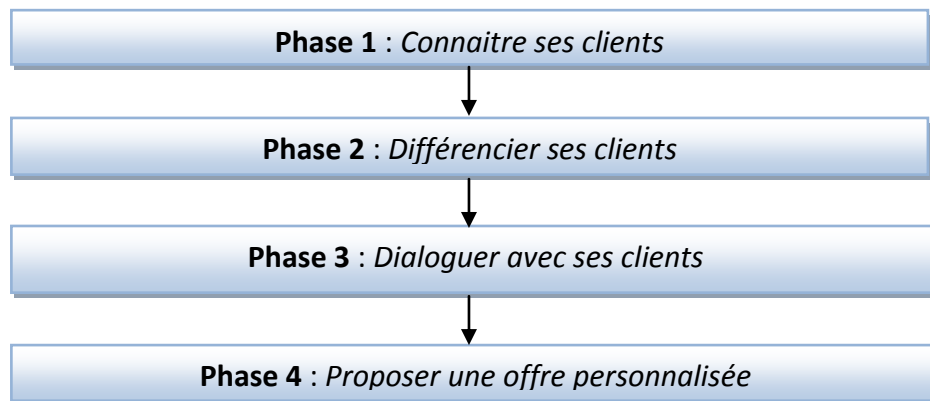 Phase 1 : Connaitre ses clients
Phase 2 : Différencier ses clients
Phase 3 : Dialoguer avec ses clients
Phase 4 : Proposer une offre personnalisée